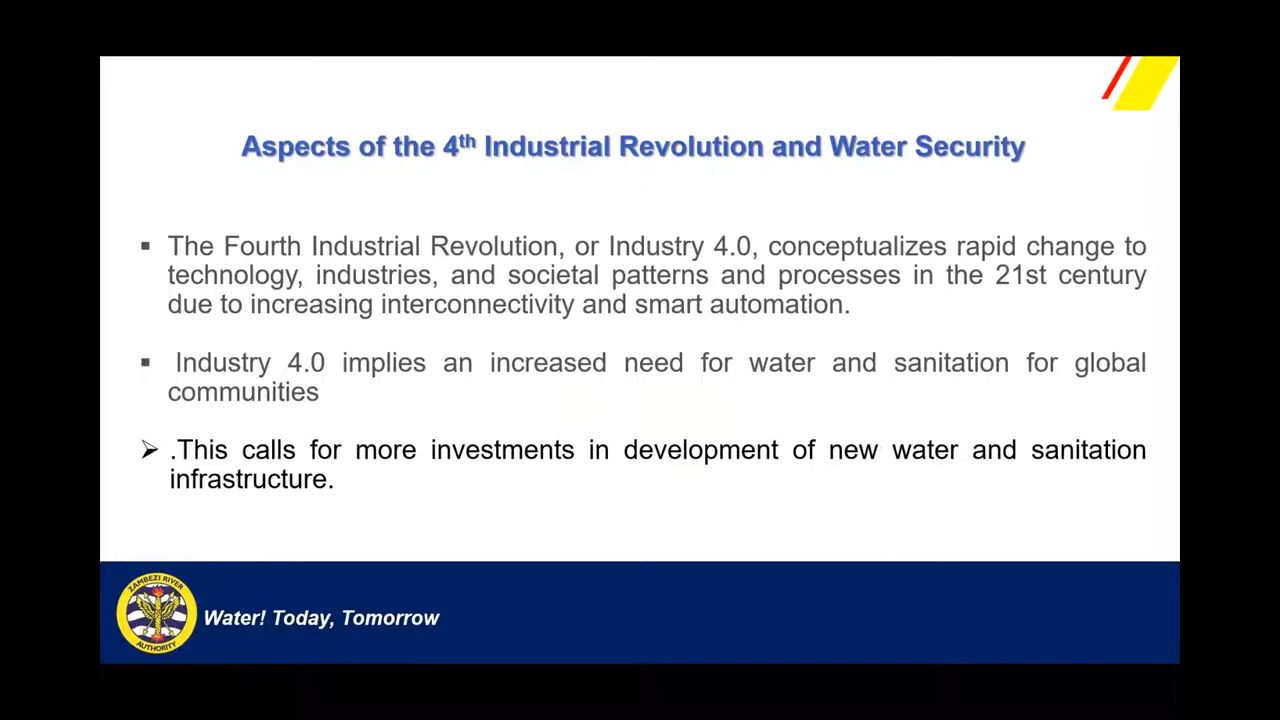 Aspects of the 4th Industrial Revolution and Water Security
▪ The Fourth Industrial Revolution, or Industry 4.0, conceptualizes rapid change to
technology, industries, and societal patterns and processes in the 21st century
due to increasing interconnectivity and smart automation.
▪ Industry 4.0 implies an increased need for water and sanitation for global
communities
➢ .This calls for more investments in development of new water and sanitation
infrastructure.
ZAMBEZI RIVER
AUTHORITY
Water! Today, Tomorrow